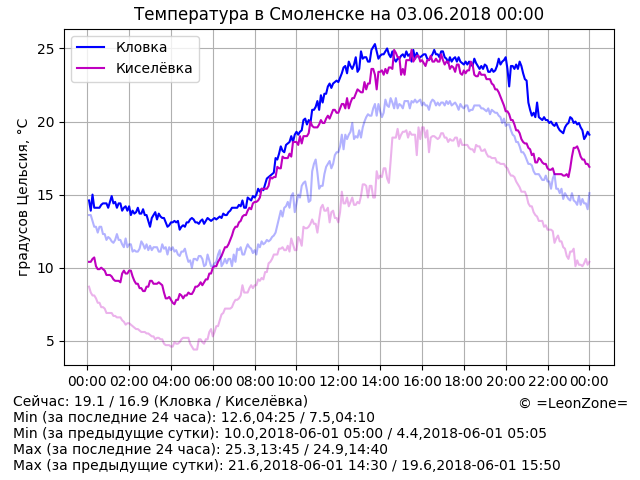 Температура в Смоленске на 03.06.2018 00:00
Кловка
Киселёвка
градусов Цельсия, °C
25
20
15
10
5
00:00 02:00 04:00 06:00 08:00 10:00 12:00 14:00 16:00 18:00 20:00 22:00 00:00
Сейчас: 19.1 / 16.9 (Кловка / Киселёвка)
© =LeonZone=
Min (за последние 24 часа): 12.6,04:25 / 7.5,04:10
Min (за предыдущие сутки): 10.0,2018-06-01 05:00 / 4.4,2018-06-01 05:05
Max (за последние 24 часа): 25.3,13:45 / 24.9,14:40
Max (за предыдущие сутки): 21.6,2018-06-01 14:30 / 19.6,2018-06-01 15:50